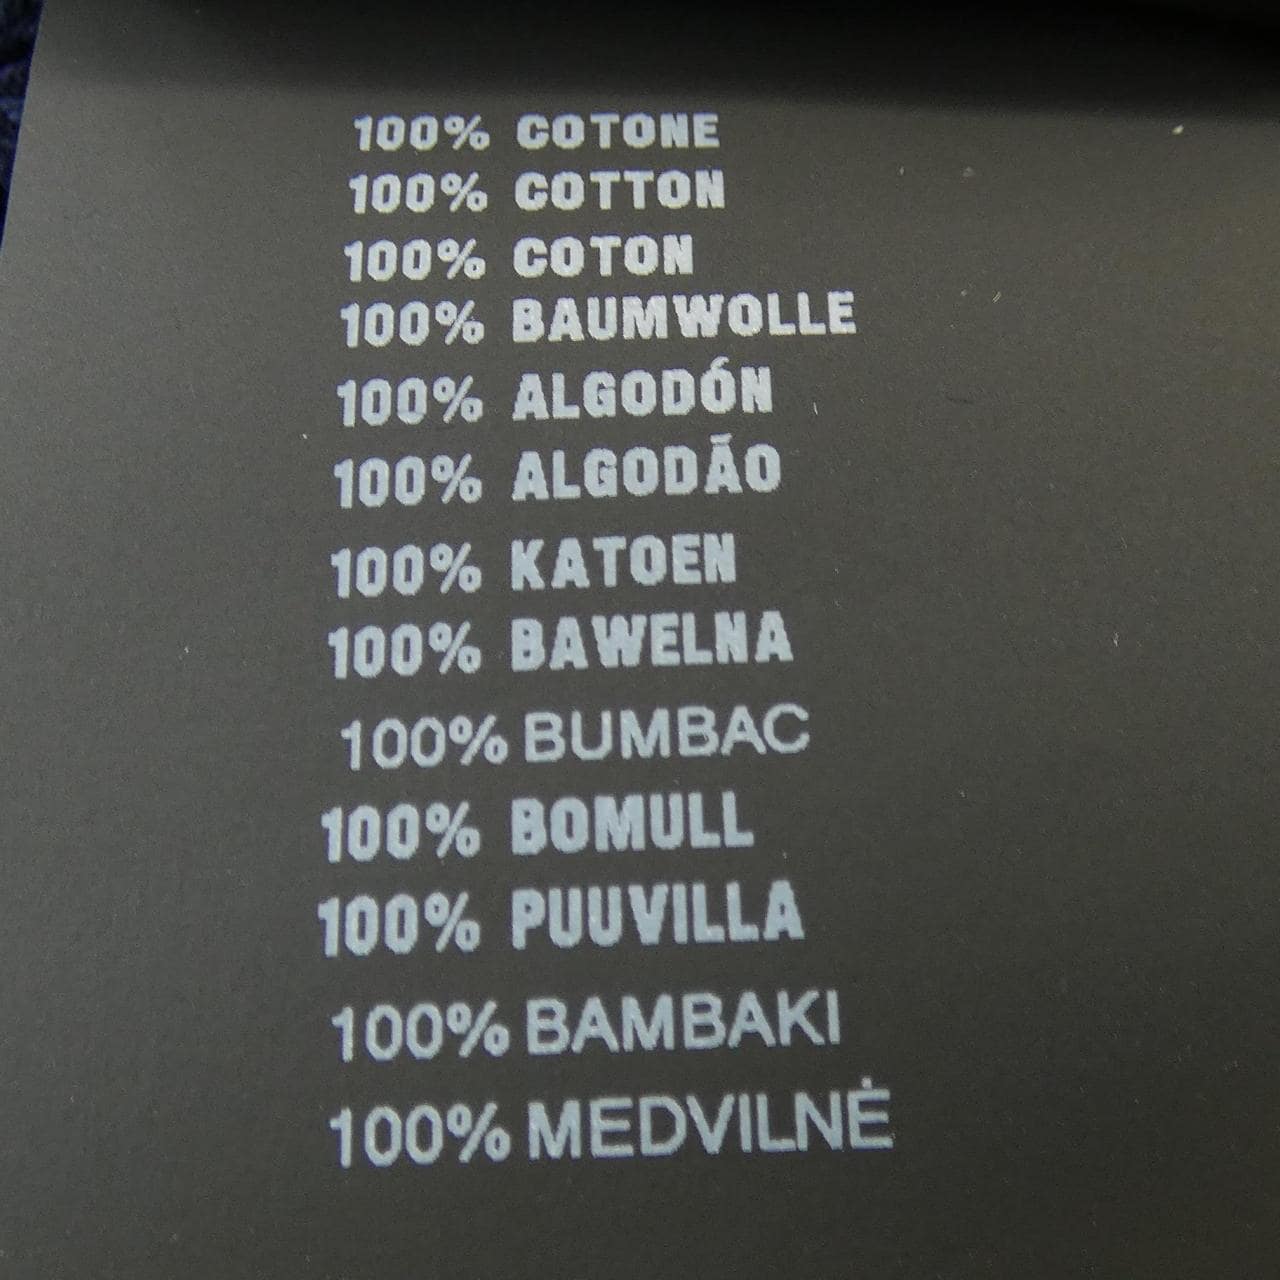 100% COTONE
100% COTTON
100% COTON
100% BAUMWOLLE
100% ALGODÓN
100% ALGODÃO
100% KATOEN
100% BAWELNA
100% BUMBAC
100% BOMULL
100% PUUVILLA
100% BAMBAKI
100% MEDVILNĖ